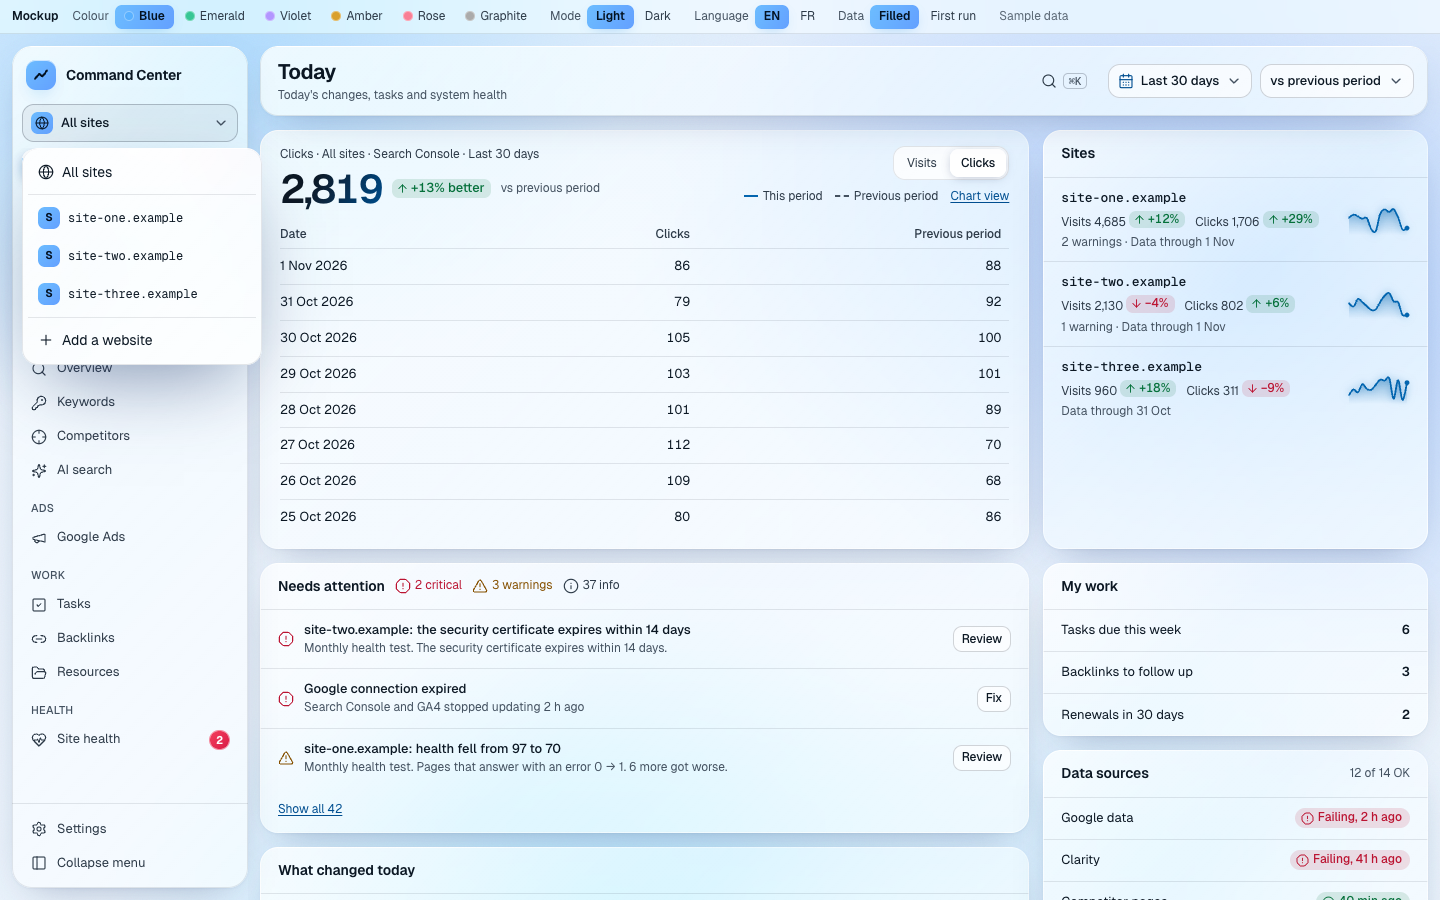 Mockup Colour Blue Emerald Violet Amber Rose Graphite Mode Light Dark Language EN FR Data Filled First run Sample data
Command Center
All sites
All sites
site-one.example
site-two.example
site-three.example
Add a website
Overview
Keywords
Competitors
AI search
ADS
Google Ads
WORK
Tasks
Backlinks
Resources
HEALTH
Site health 2
Settings
Collapse menu
Today
Today's changes, tasks and system health
⌘K
Last 30 days
vs previous period
Clicks · All sites · Search Console · Last 30 days
2,819 ↑ +13% better vs previous period
Visits Clicks
This period Previous period Chart view
Date Clicks Previous period
1 Nov 2026 86 88
31 Oct 2026 79 92
30 Oct 2026 105 100
29 Oct 2026 103 101
28 Oct 2026 101 89
27 Oct 2026 112 70
26 Oct 2026 109 68
25 Oct 2026 80 86
Sites
site-one.example
Visits 4,685 ↑ +12% Clicks 1,706 ↑ +29%
2 warnings · Data through 1 Nov
site-two.example
Visits 2,130 ↓ −4% Clicks 802 ↑ +6%
1 warning · Data through 1 Nov
site-three.example
Visits 960 ↑ +18% Clicks 311 ↓ −9%
Data through 31 Oct
Needs attention 2 critical 3 warnings 37 info
site-two.example: the security certificate expires within 14 days
Monthly health test. The security certificate expires within 14 days.
Review
Google connection expired
Search Console and GA4 stopped updating 2 h ago
Fix
site-one.example: health fell from 97 to 70
Monthly health test. Pages that answer with an error 0 → 1. 6 more got worse.
Review
Show all 42
What changed today
My work
Tasks due this week 6
Backlinks to follow up 3
Renewals in 30 days 2
Data sources 12 of 14 OK
Google data Failing, 2 h ago
Clarity Failing, 41 h ago
Competitor pages 40 min ago